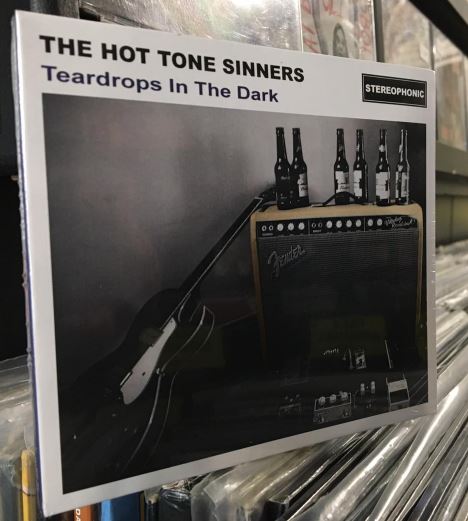 THE HOT TONE SINNERS
Teardrops In The Dark
STEREOPHONIC
Fender